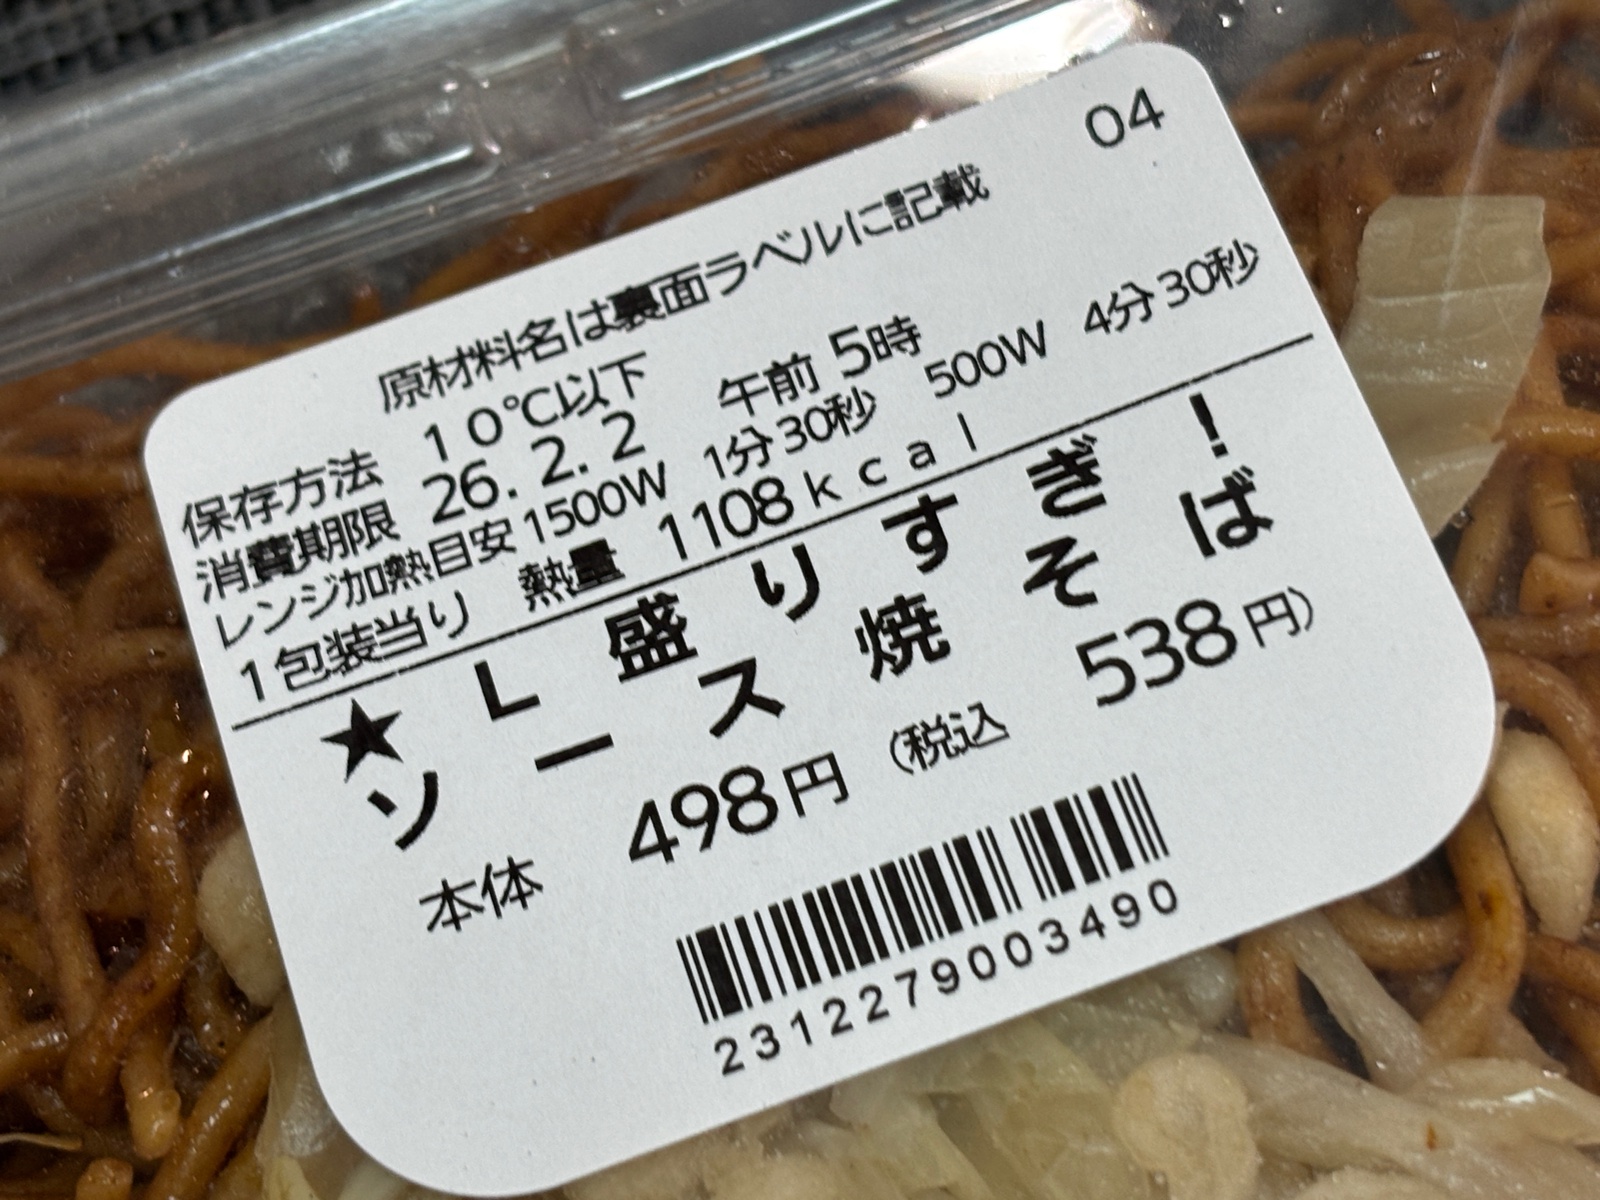 04
原材料名は裏面ラベルに記載
保存方法 10℃以下
消費期限 26.2.2 午前 5時
レンジ加熱目安 1500W 1分30秒 500W 4分30秒
1包装当り 熱量 1108kcal
★L盛りすぎ!
ソース焼そば
本体 498円 (税込 538円)
2312279003490